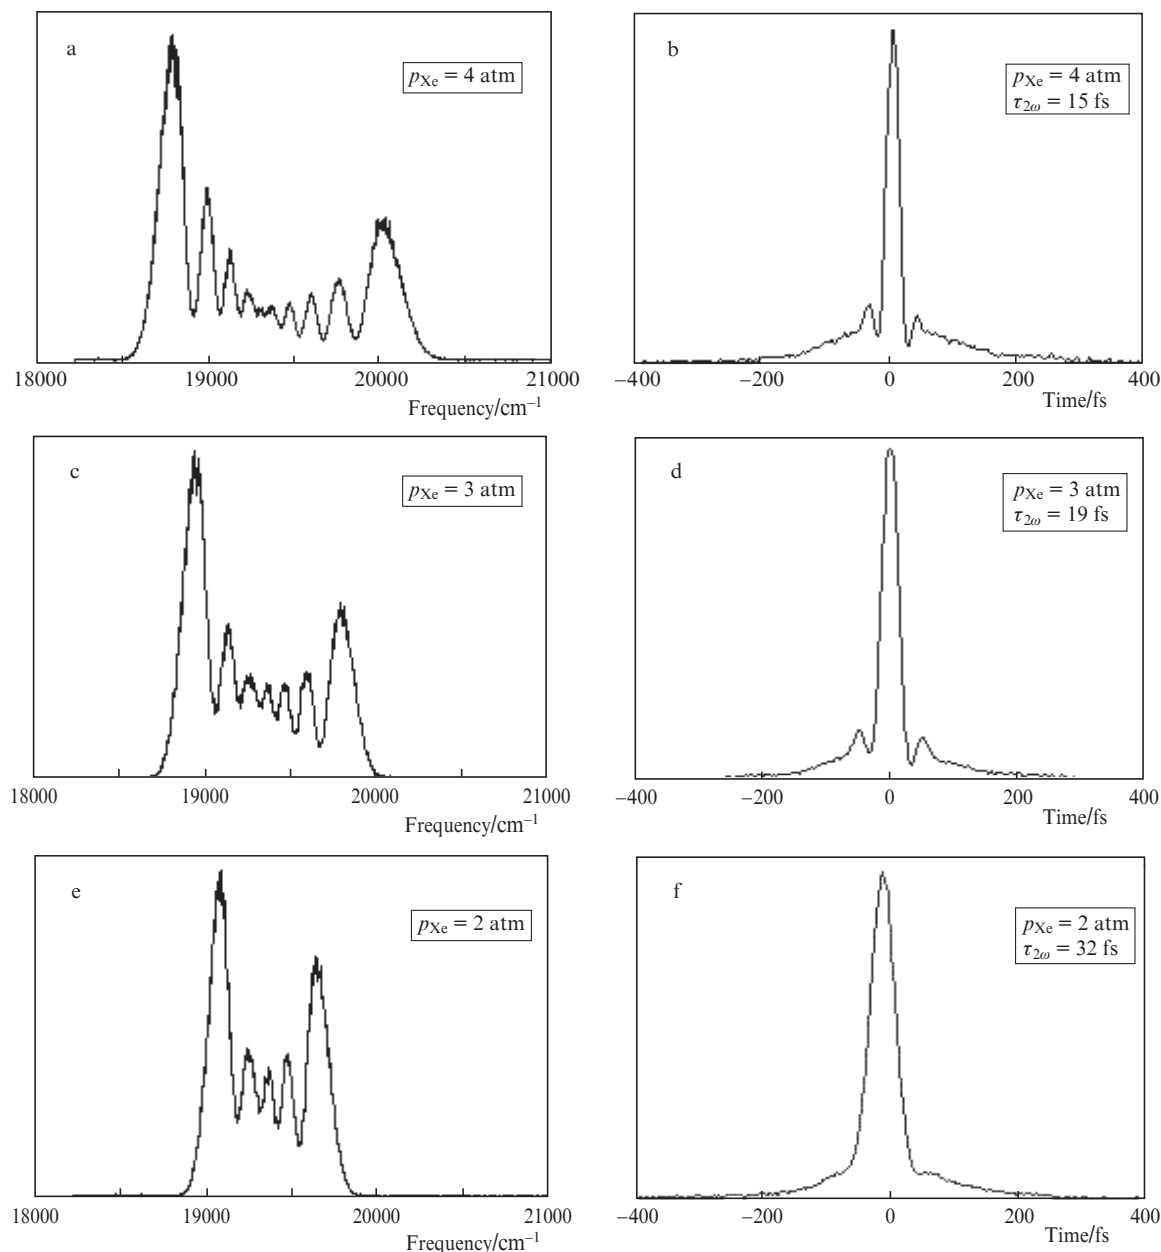 a
p_Xe = 4 atm
18000 19000 20000 21000
Frequency/cm⁻¹
b
p_Xe = 4 atm
τ_2ω = 15 fs
−400 −200 0 200 400
Time/fs
c
p_Xe = 3 atm
18000 19000 20000 21000
Frequency/cm⁻¹
d
p_Xe = 3 atm
τ_2ω = 19 fs
−400 −200 0 200 400
Time/fs
e
p_Xe = 2 atm
18000 19000 20000 21000
Frequency/cm⁻¹
f
p_Xe = 2 atm
τ_2ω = 32 fs
−400 −200 0 200 400
Time/fs